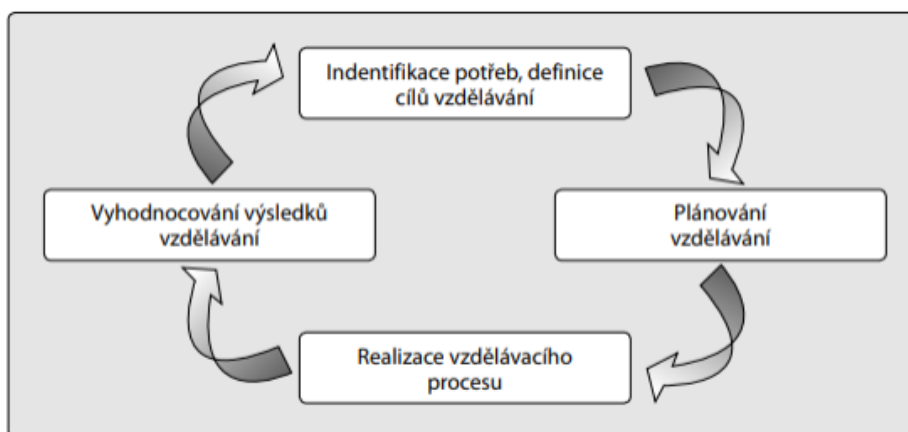 Indentifikace potřeb, definice
cílů vzdělávání
Vyhodnocování výsledků
vzdělávání
Plánování
vzdělávání
Realizace vzdělávacího
procesu